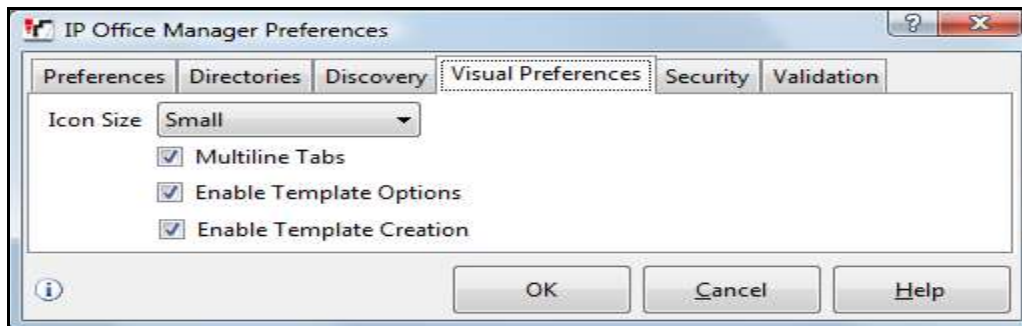 IP Office Manager Preferences
Preferences Directories Discovery Visual Preferences Security Validation
Icon Size Small
Multiline Tabs
Enable Template Options
Enable Template Creation
OK Cancel Help